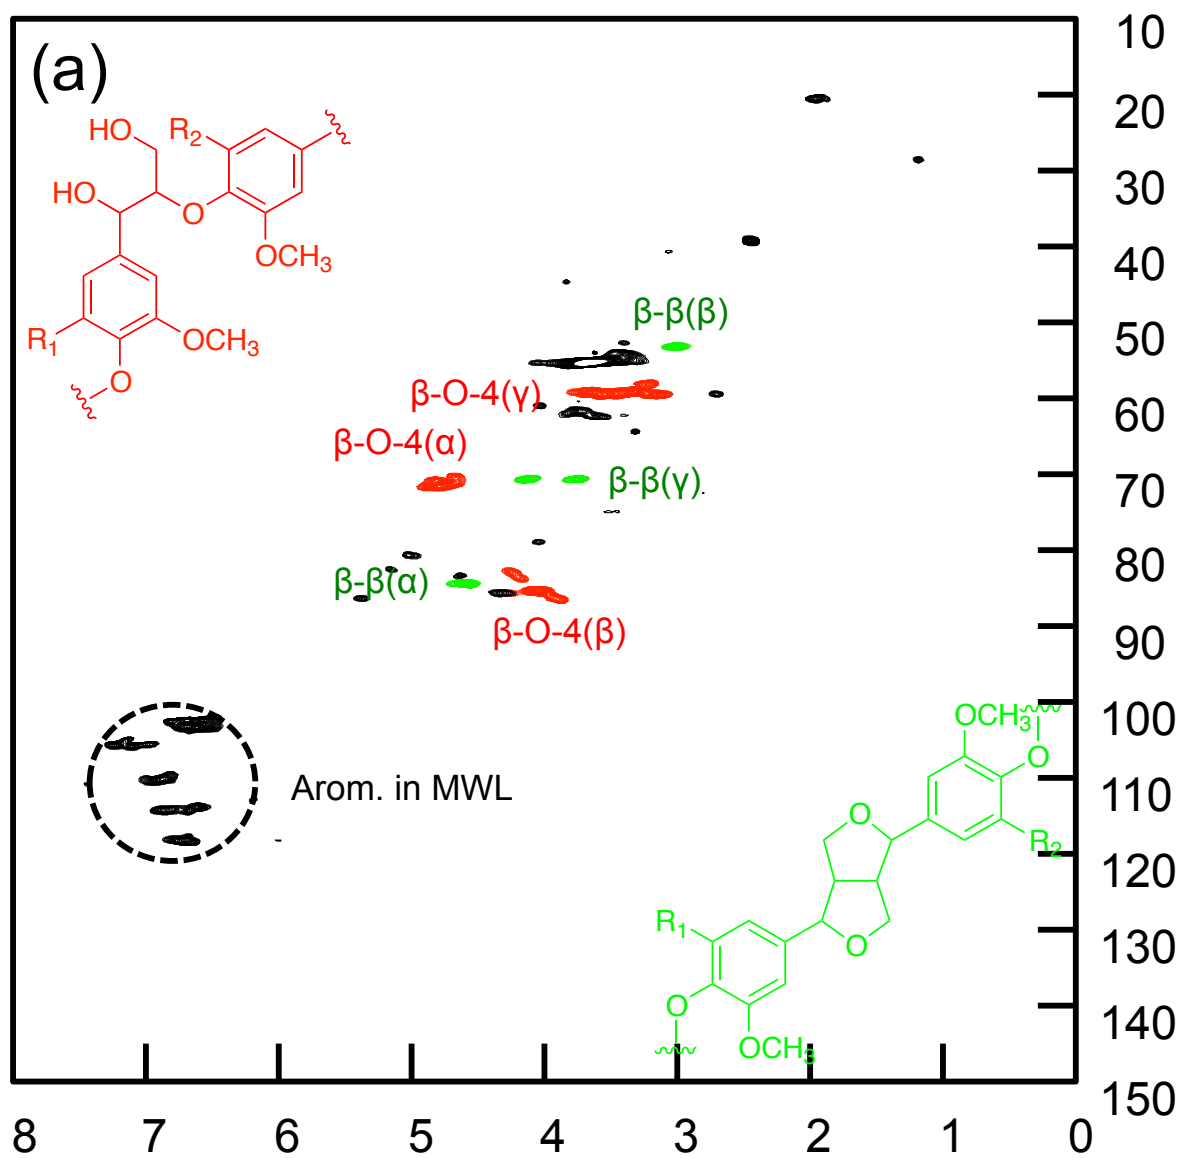 (a)
10
20
30
40
50
60
70
80
90
100
110
120
130
140
150
HO
R2
HO
O
OCH3
R1
OCH3
O
β-β(β)
β-O-4(γ)
β-O-4(α)
β-β(γ)
β-β(α)
β-O-4(β)
Arom. in MWL
OCH3
O
O
R2
R1
O
O
OCH3
8 7 6 5 4 3 2 1 0